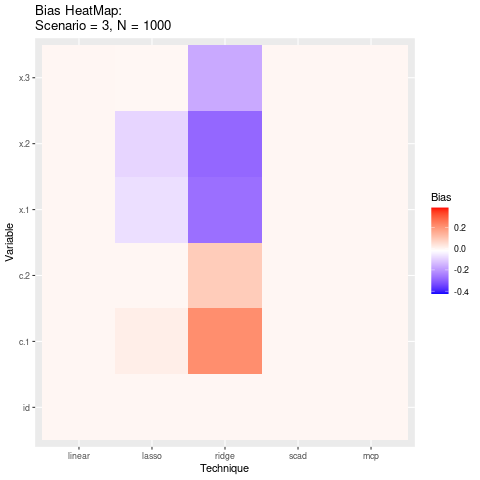 Bias HeatMap:
Scenario = 3, N = 1000
x.3
x.2
x.1
c.2
c.1
id
Variable
linear lasso ridge scad mcp
Technique
Bias
0.2
0.0
-0.2
-0.4